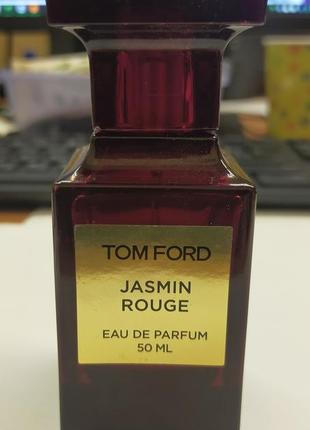 TOM FORD
JASMIN
ROUGE
EAU DE PARFUM
50 ML